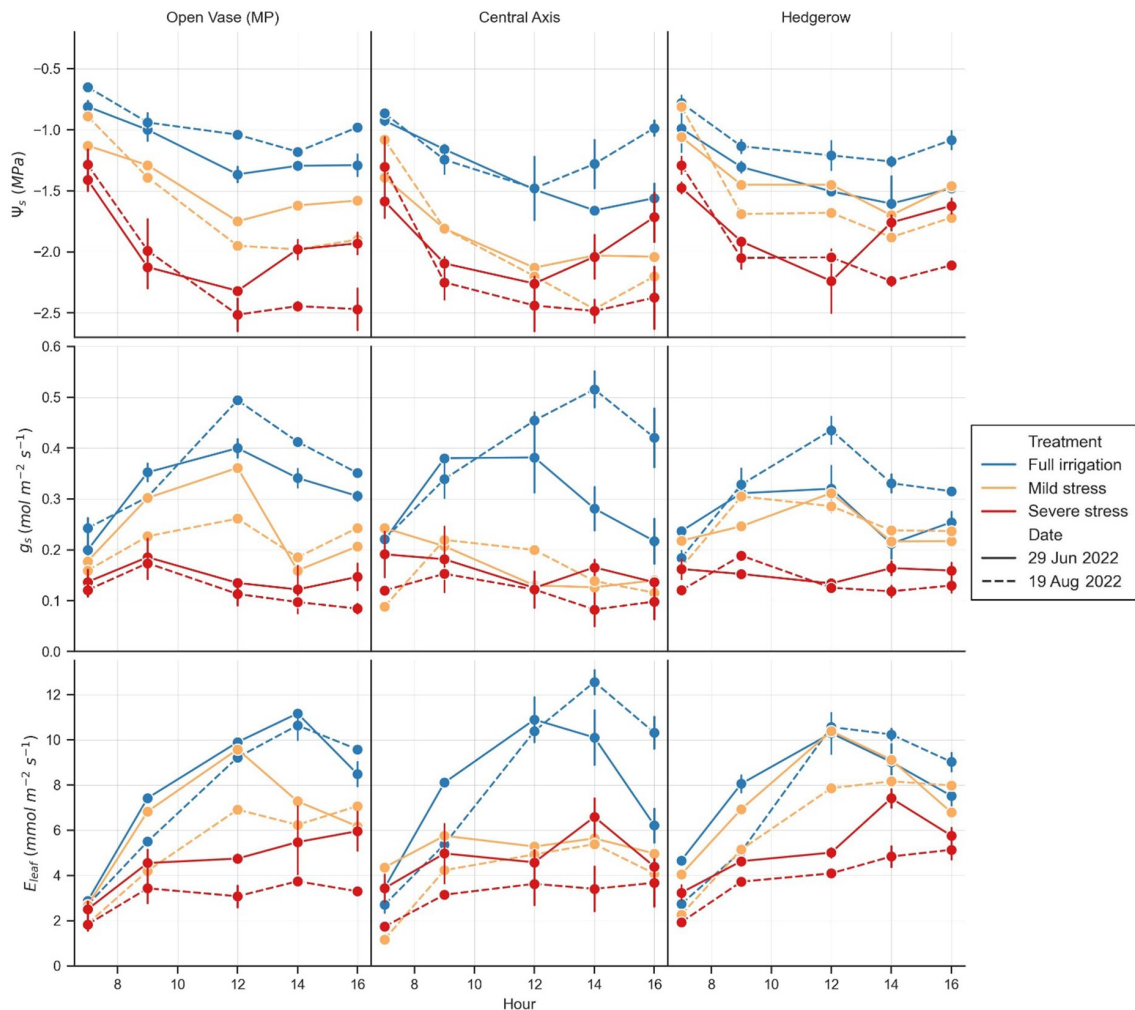 Open Vase (MP) Central Axis Hedgerow
−0.5
−1.0
−1.5
−2.0
−2.5
Ψs (MPa)
0.6
0.5
0.4
0.3
0.2
0.1
0.0
gs (mol m−2 s−1)
12
10
8
6
4
2
0
Eleaf (mmol m−2 s−1)
8 10 12 14 16 8 10 12 14 16 8 10 12 14 16
Hour
Treatment
Full irrigation
Mild stress
Severe stress
Date
29 Jun 2022
19 Aug 2022